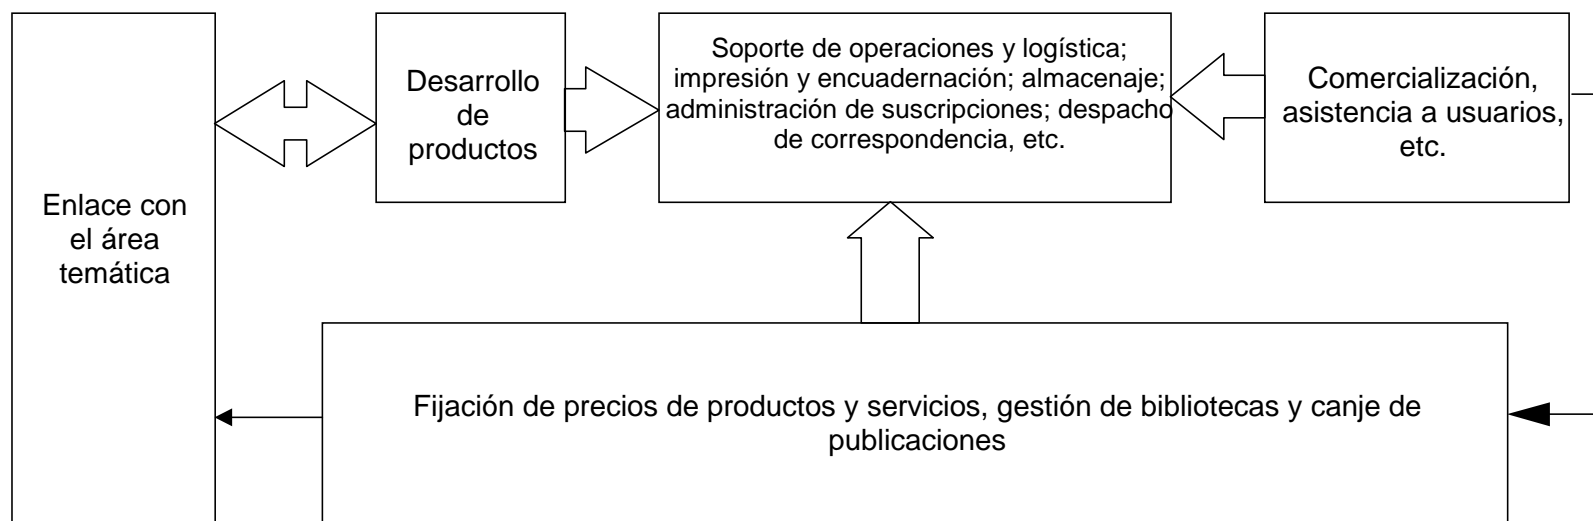 Enlace con
el área
temática
Desarrollo
de
productos
Soporte de operaciones y logística;
impresión y encuadernación; almacenaje;
administración de suscripciones; despacho
de correspondencia, etc.
Comercialización,
asistencia a usuarios,
etc.
Fijación de precios de productos y servicios, gestión de bibliotecas y canje de
publicaciones